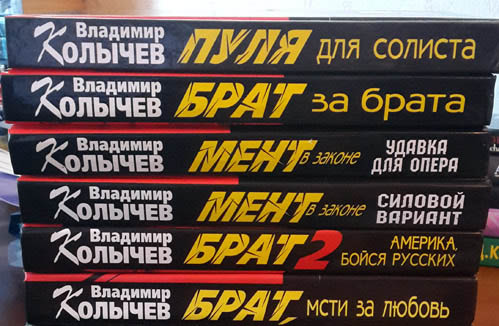 Владимир
Колычев
ПУЛЯ для солиста
Владимир
Колычев
БРАТ за брата
Владимир
Колычев
МЕНТ в законе
УДАВКА
ДЛЯ ОПЕРА
Владимир
Колычев
МЕНТ в законе
СИЛОВОЙ
ВАРИАНТ
Владимир
Колычев
БРАТ 2
АМЕРИКА,
БОЙСЯ РУССКИХ
Владимир
Колычев
БРАТ, МСТИ ЗА ЛЮБОВЬ